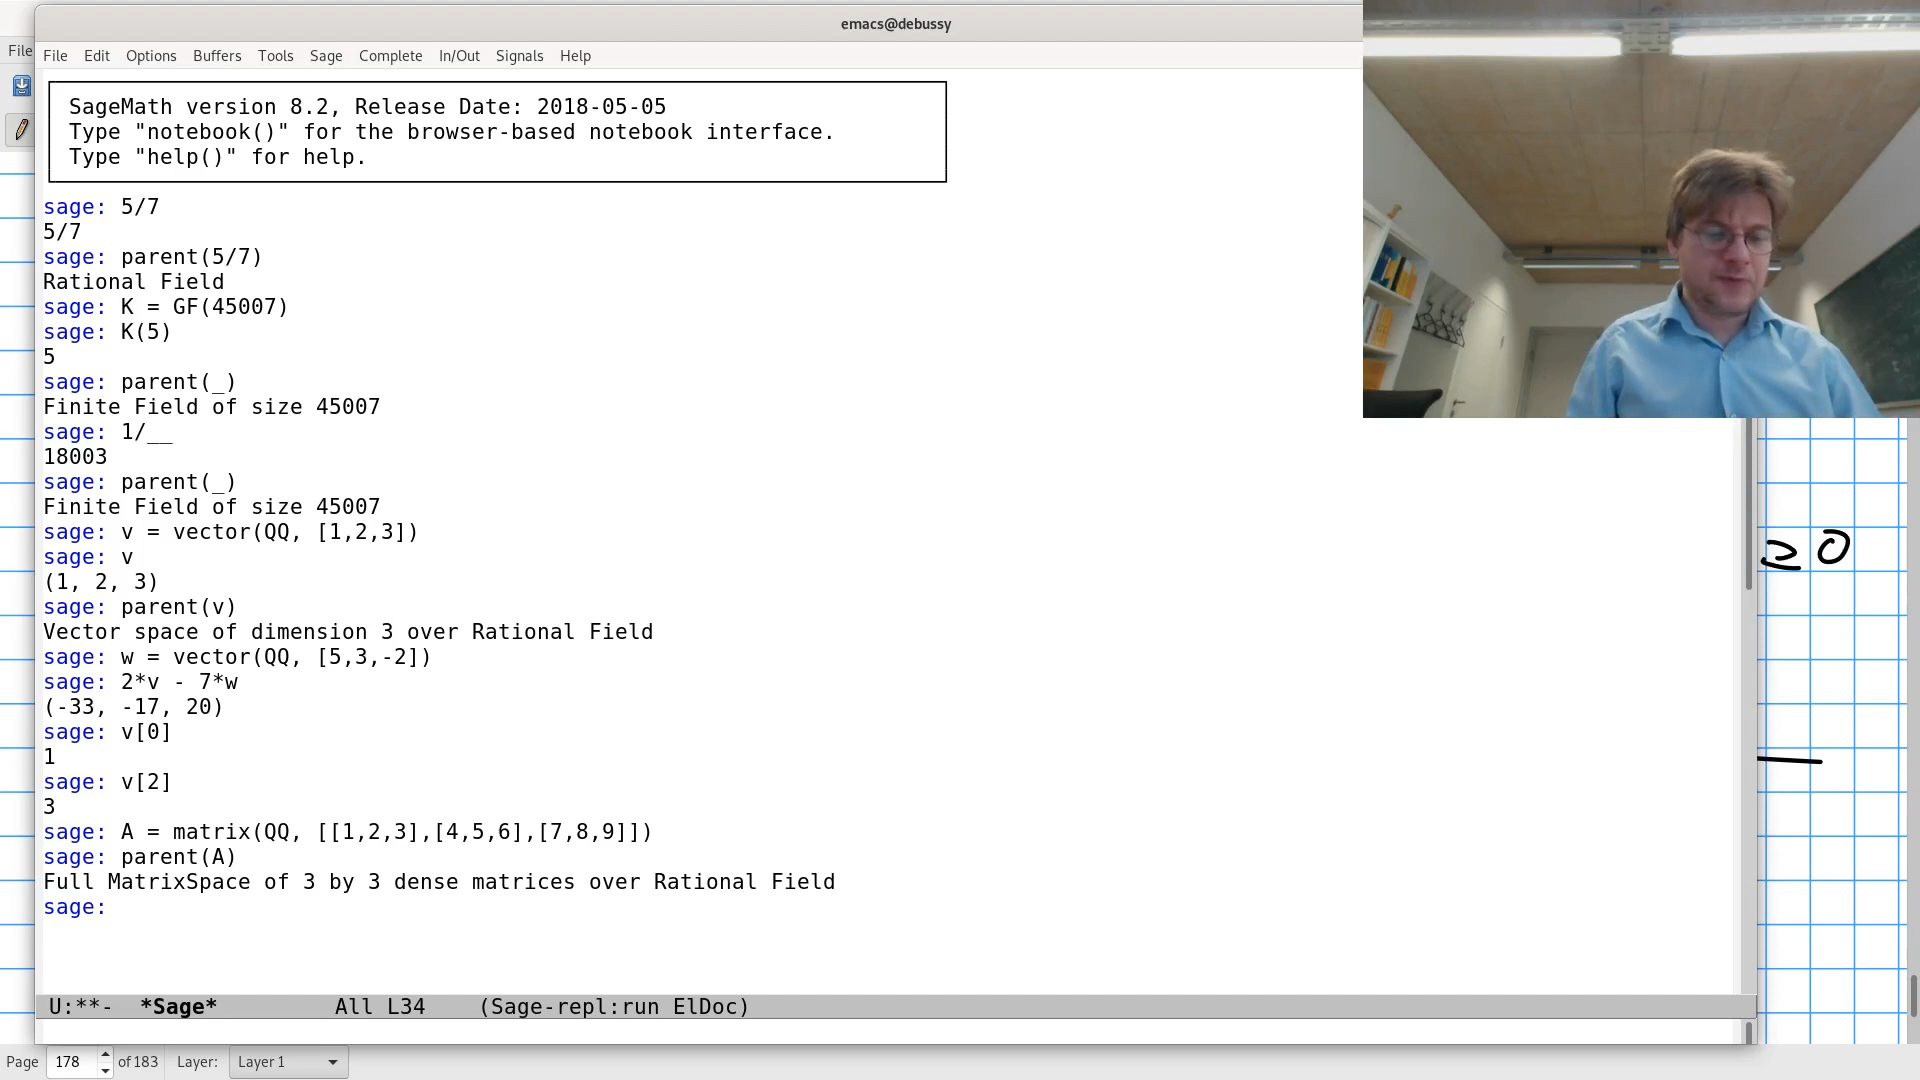 emacs@debussy
File
File Edit Options Buffers Tools Sage Complete In/Out Signals Help
SageMath version 8.2, Release Date: 2018-05-05
Type "notebook()" for the browser-based notebook interface.
Type "help()" for help.
sage: 5/7
5/7
sage: parent(5/7)
Rational Field
sage: K = GF(45007)
sage: K(5)
5
sage: parent(_)
Finite Field of size 45007
sage: 1/__
18003
sage: parent(_)
Finite Field of size 45007
sage: v = vector(QQ, [1,2,3])
sage: v
(1, 2, 3)
sage: parent(v)
Vector space of dimension 3 over Rational Field
sage: w = vector(QQ, [5,3,-2])
sage: 2*v - 7*w
(-33, -17, 20)
sage: v[0]
1
sage: v[2]
3
sage: A = matrix(QQ, [[1,2,3],[4,5,6],[7,8,9]])
sage: parent(A)
Full MatrixSpace of 3 by 3 dense matrices over Rational Field
sage:
≥0
U:**- *Sage* All L34 (Sage-repl:run ElDoc)
Page 178 of 183 Layer: Layer 1